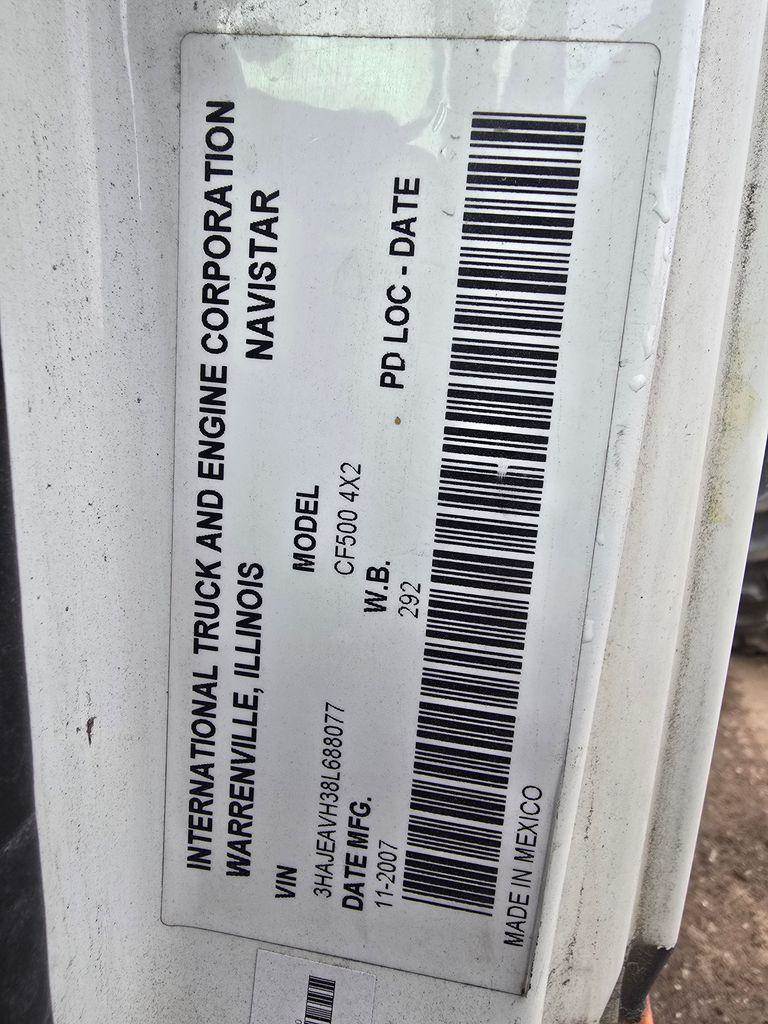 INTERNATIONAL TRUCK AND ENGINE CORPORATION
WARRENVILLE, ILLINOIS NAVISTAR
VIN MODEL
3HAJEAVH38L688077 CF500 4X2
DATE MFG. W.B. PD LOC - DATE
11-2007 292
MADE IN MEXICO